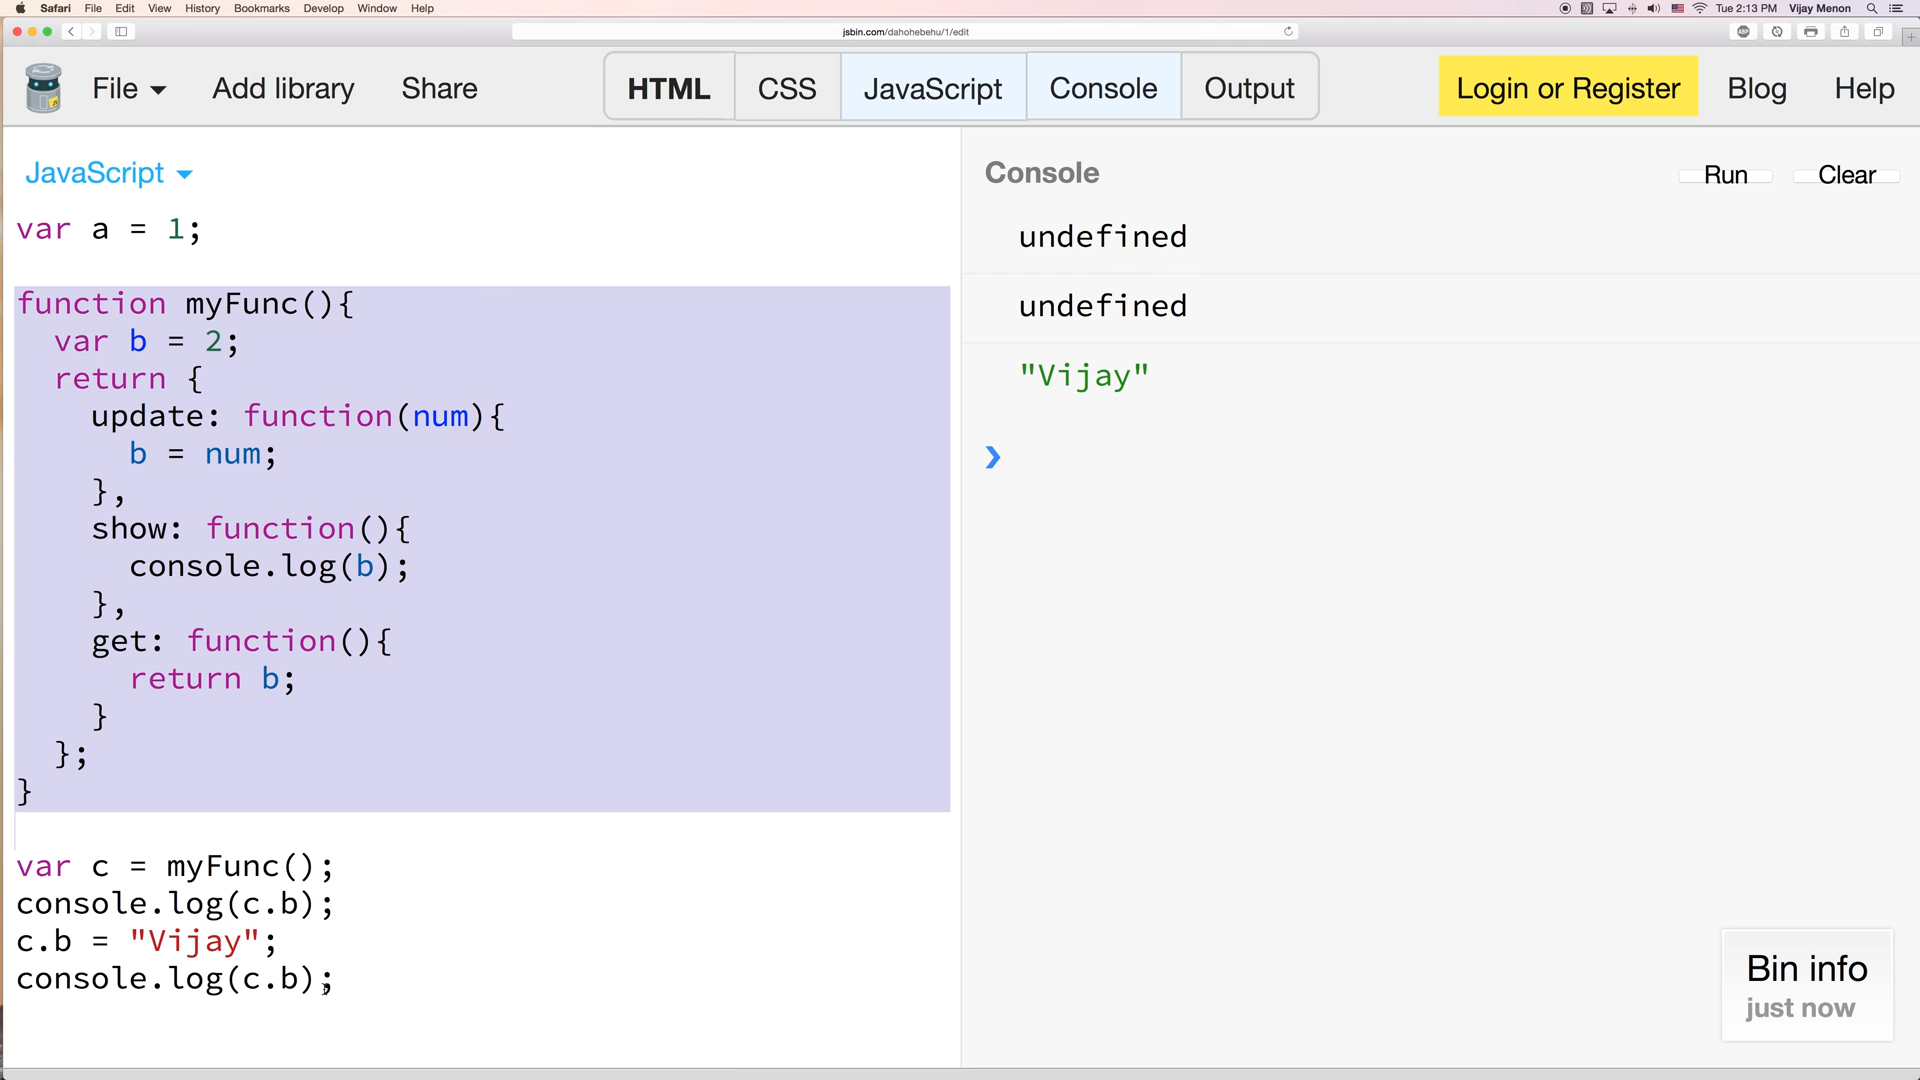 Safari File Edit View History Bookmarks Develop Window Help Tue 2:13 PM Vijay Menon
jsbin.com/dahohebehu/1/edit
File Add library Share HTML CSS JavaScript Console Output Login or Register Blog Help
JavaScript
var a = 1;
function myFunc(){
var b = 2;
return {
update: function(num){
b = num;
},
show: function(){
console.log(b);
},
get: function(){
return b;
}
};
}
var c = myFunc();
console.log(c.b);
c.b = "Vijay";
console.log(c.b);
Console Run Clear
undefined
undefined
"Vijay"
Bin info
just now